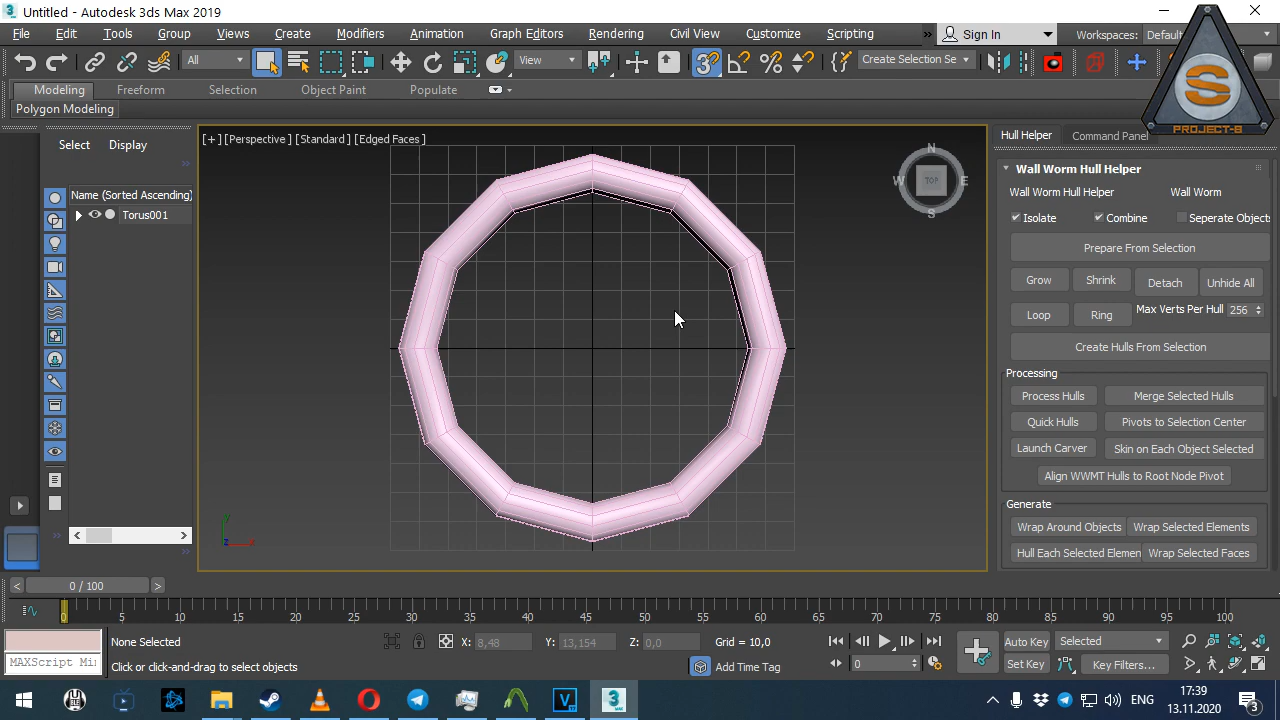 Untitled - Autodesk 3ds Max 2019
File Edit Tools Group Views Create Modifiers Animation Graph Editors Rendering Civil View Customize Scripting » Sign In Workspaces: Default
All View Create Selection Se
S
PROJECT-S
Modeling Freeform Selection Object Paint Populate
Polygon Modeling
Select Display
Name (Sorted Ascending)
Torus001
[+] [Perspective] [Standard] [Edged Faces]
N
W TOP E
S
y
z x
Hull Helper Command Panel
Wall Worm Hull Helper
Wall Worm Hull Helper Wall Worm
Isolate Combine Seperate Objects
Prepare From Selection
Grow Shrink Detach Unhide All
Loop Ring Max Verts Per Hull 256
Create Hulls From Selection
Processing
Process Hulls Merge Selected Hulls
Quick Hulls Pivots to Selection Center
Launch Carver Skin on Each Object Selected
Align WWMT Hulls to Root Node Pivot
Generate
Wrap Around Objects Wrap Selected Elements
Hull Each Selected Elemen Wrap Selected Faces
0 / 100
0 5 10 15 20 25 30 35 40 45 50 55 60 65 70 75 80 85 90 95 100
None Selected X: 8,48 Y: 13,154 Z: 0,0 Grid = 10,0 Auto Key Selected
MAXScript Mi Click or click-and-drag to select objects Add Time Tag 0 Set Key Key Filters...
ENG 17:39
13.11.2020 3